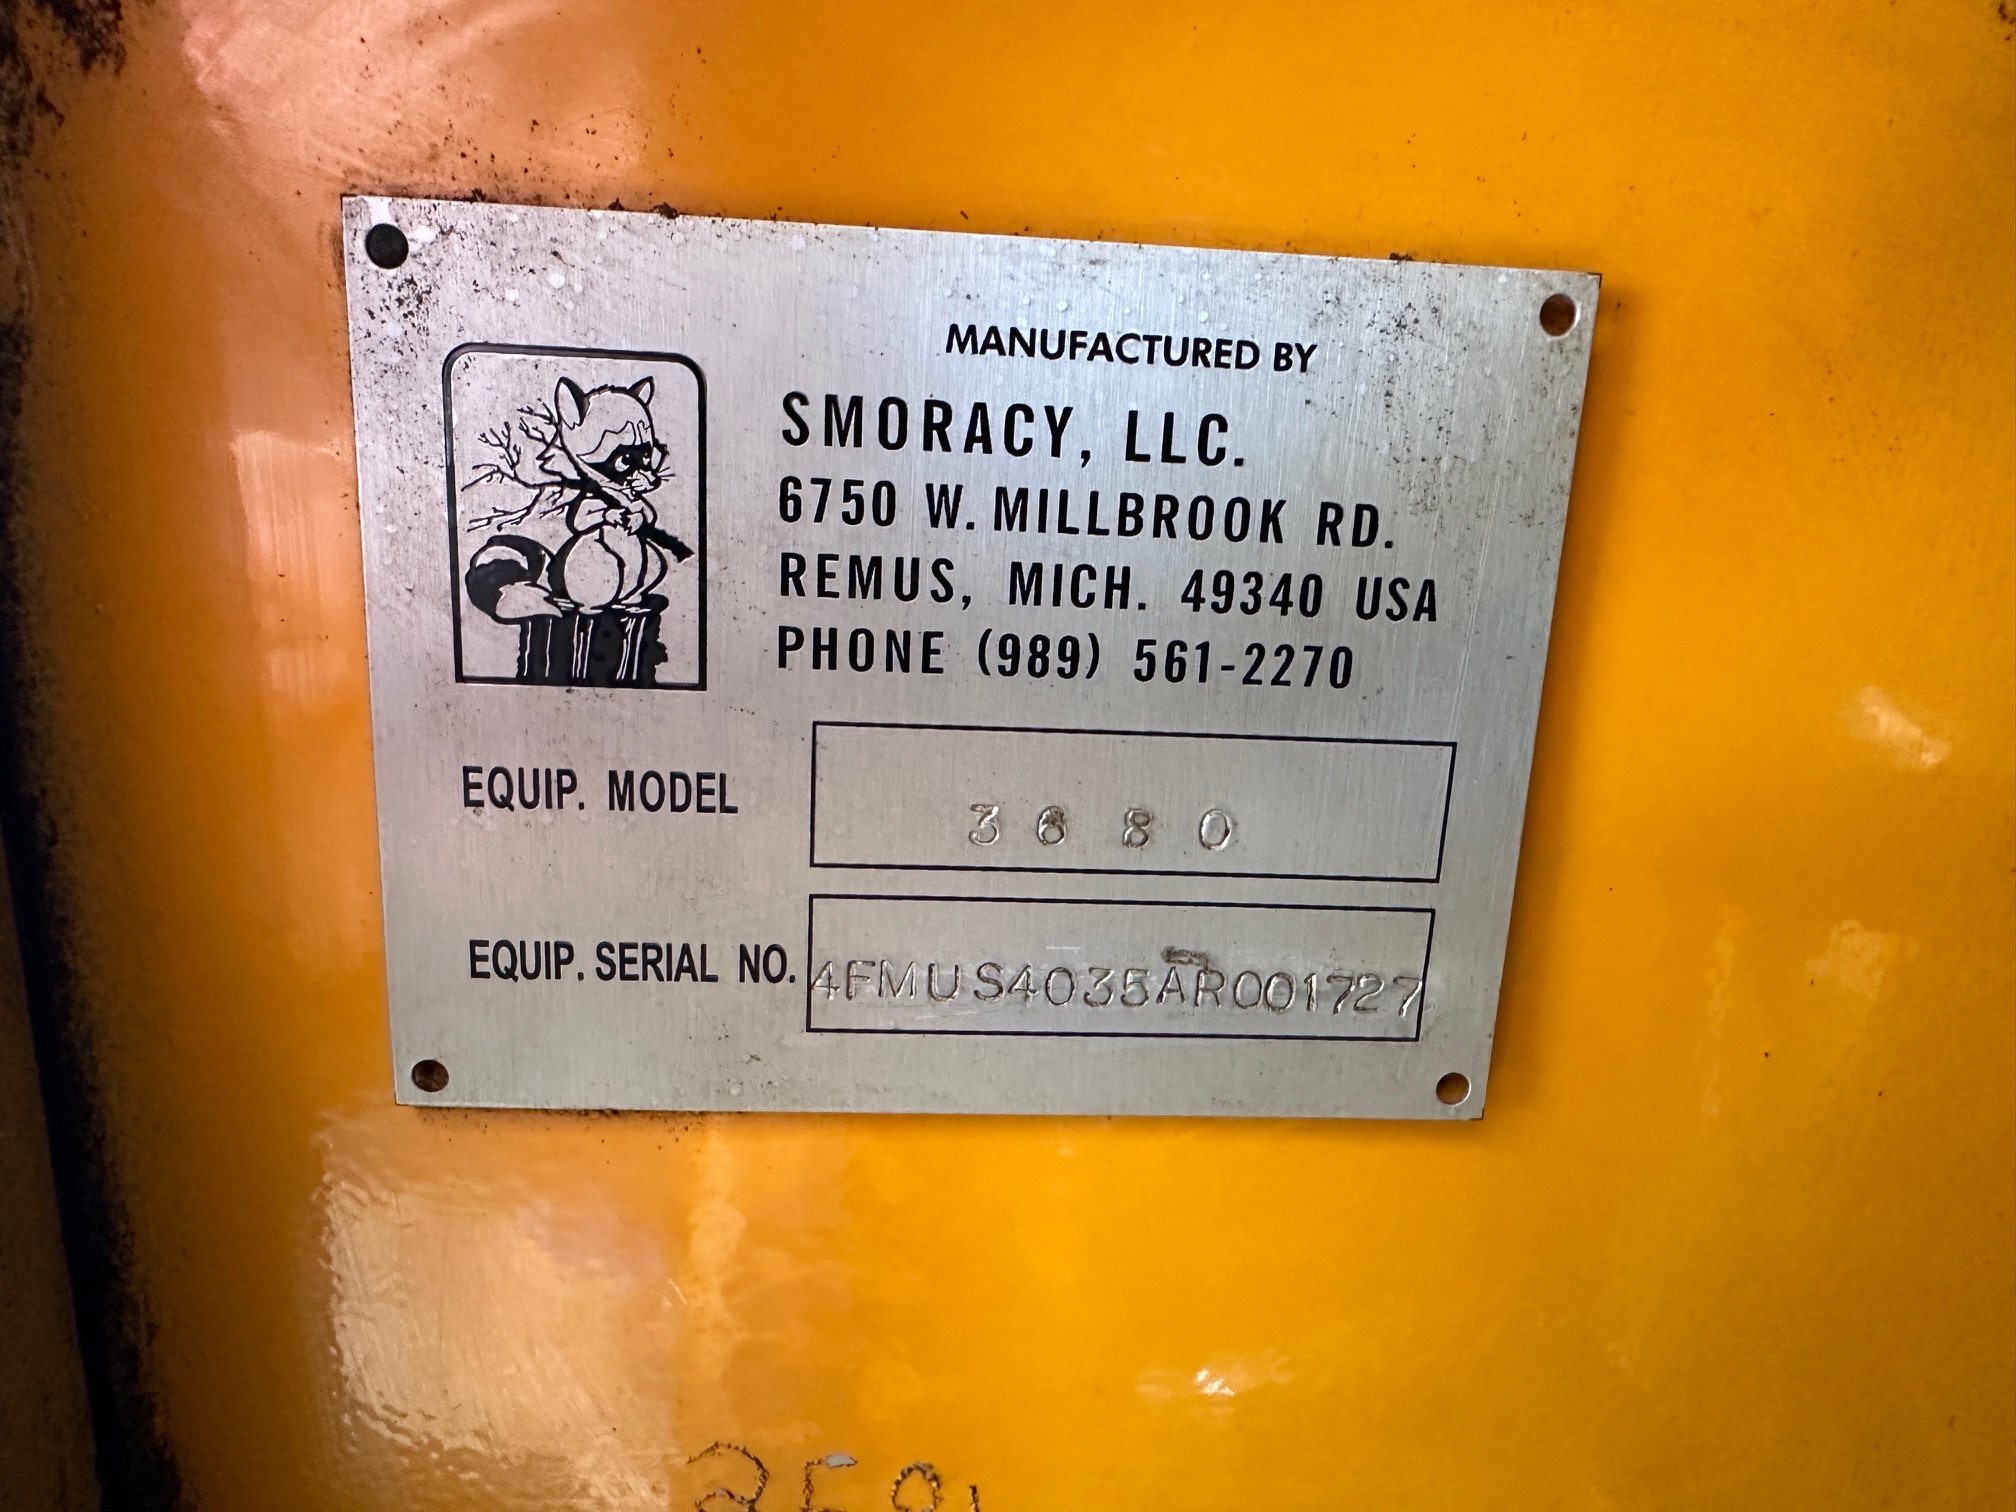 MANUFACTURED BY
SMORACY, LLC.
6750 W. MILLBROOK RD.
REMUS, MICH. 49340 USA
PHONE (989) 561-2270
EQUIP. MODEL 3680
EQUIP. SERIAL NO. 4FMUS4035AR001727